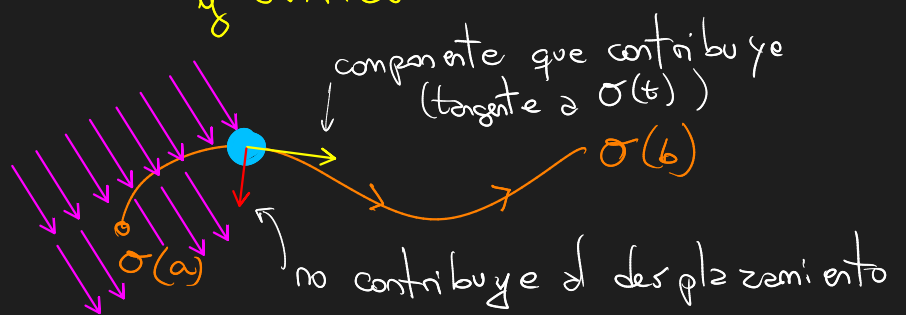 y
componente que contribuye
(tangente a σ(t))
σ(b)
σ(a)
no contribuye al desplazamiento